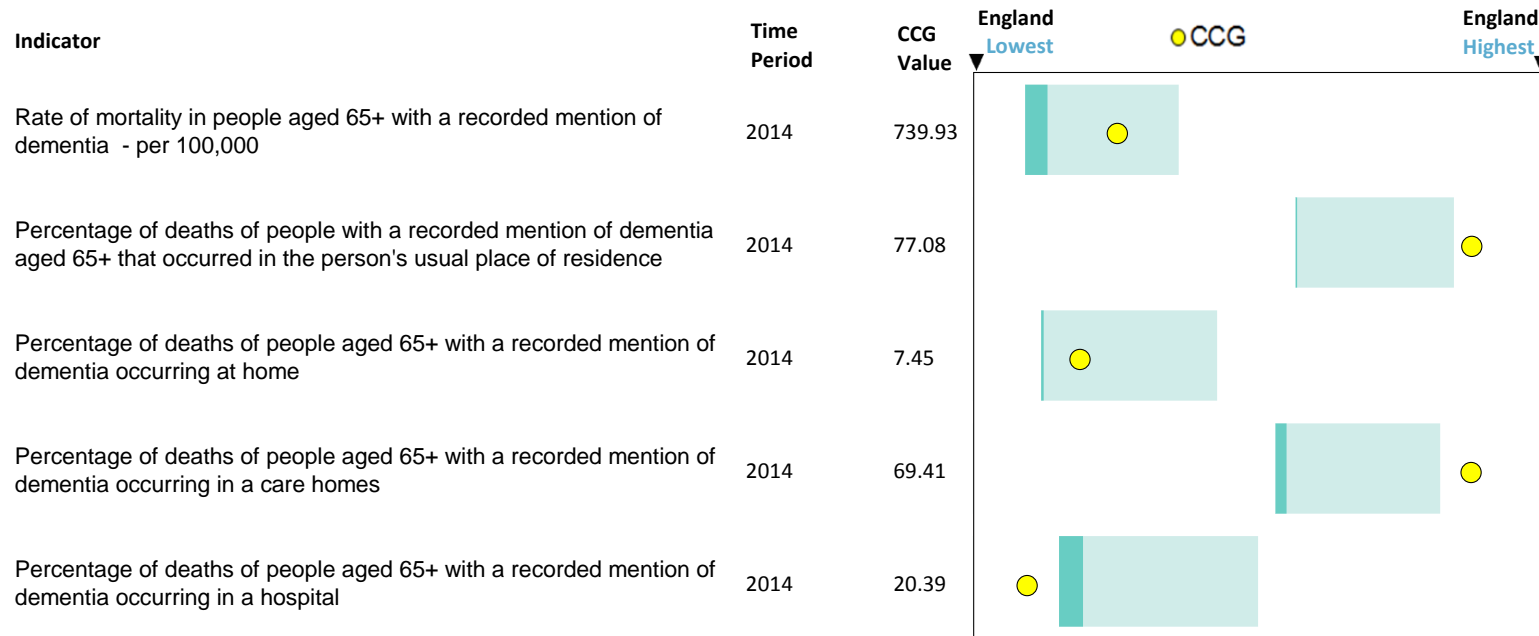 Indicator
Time Period
CCG Value
England Lowest
CCG
England Highest
Rate of mortality in people aged 65+ with a recorded mention of
dementia - per 100,000
2014
739.93
Percentage of deaths of people with a recorded mention of dementia
aged 65+ that occurred in the person's usual place of residence
2014
77.08
Percentage of deaths of people aged 65+ with a recorded mention of
dementia occurring at home
2014
7.45
Percentage of deaths of people aged 65+ with a recorded mention of
dementia occurring in a care homes
2014
69.41
Percentage of deaths of people aged 65+ with a recorded mention of
dementia occurring in a hospital
2014
20.39